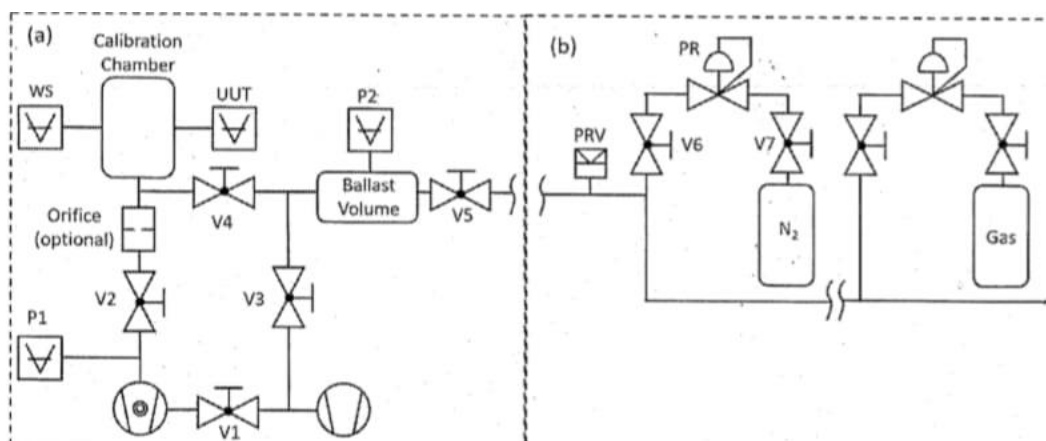 (a)
Calibration
Chamber
WS
UUT
P2
Orifice
(optional)
V4
Ballast
Volume
V5
V2
V3
P1
V1
(b)
PR
PRV
V6
V7
N₂
Gas